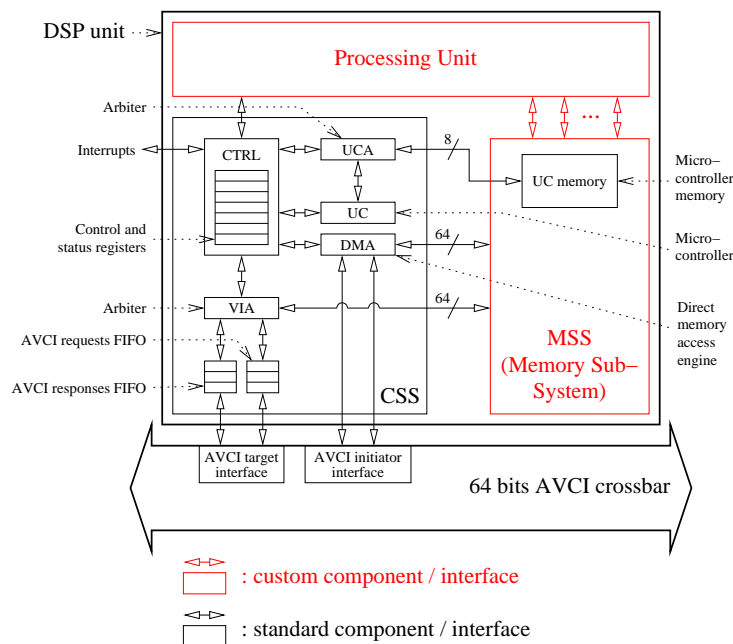 DSP unit
Processing Unit
Arbiter
...
Interrupts
CTRL
UCA
8
UC memory
Micro–
controller
memory
Control and
status registers
UC
DMA
64
Micro–
controller
Arbiter
VIA
64
Direct
memory
access
engine
AVCI requests FIFO
AVCI responses FIFO
MSS
(Memory Sub–
System)
CSS
AVCI target
interface
AVCI initiator
interface
64 bits AVCI crossbar
: custom component / interface
: standard component / interface